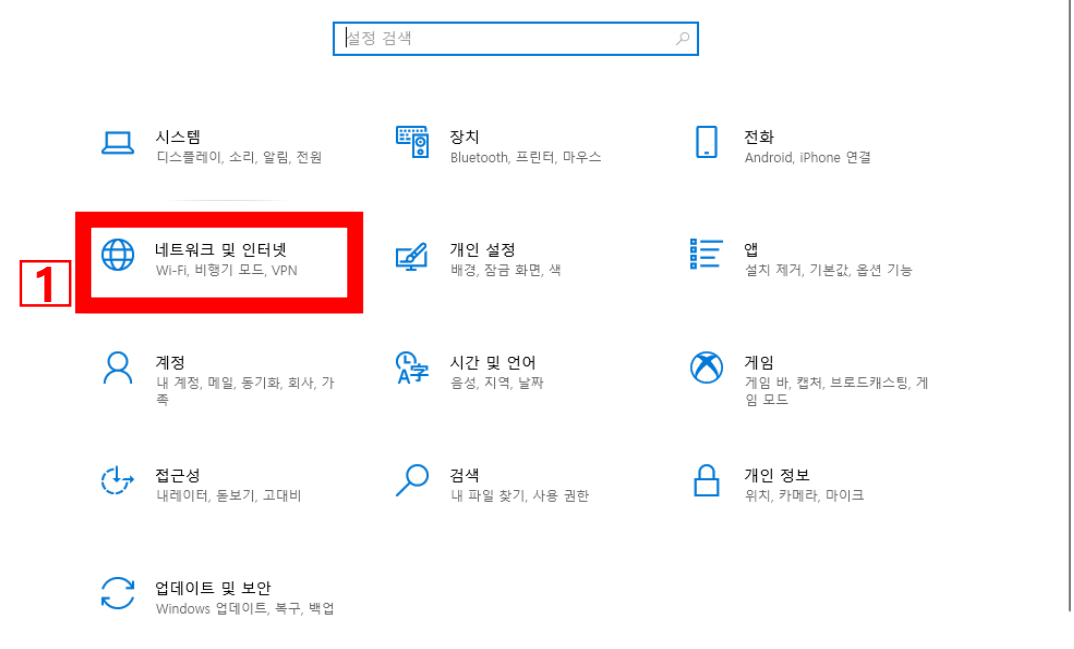 설정 검색
시스템
디스플레이, 소리, 알림, 전원
장치
Bluetooth, 프린터, 마우스
전화
Android, iPhone 연결
1
네트워크 및 인터넷
Wi-Fi, 비행기 모드, VPN
개인 설정
배경, 잠금 화면, 색
앱
설치 제거, 기본값, 옵션 기능
계정
내 계정, 메일, 동기화, 회사, 가
족
시간 및 언어
음성, 지역, 날짜
게임
게임 바, 캡처, 브로드캐스팅, 게
임 모드
접근성
내레이터, 돋보기, 고대비
검색
내 파일 찾기, 사용 권한
개인 정보
위치, 카메라, 마이크
업데이트 및 보안
Windows 업데이트, 복구, 백업